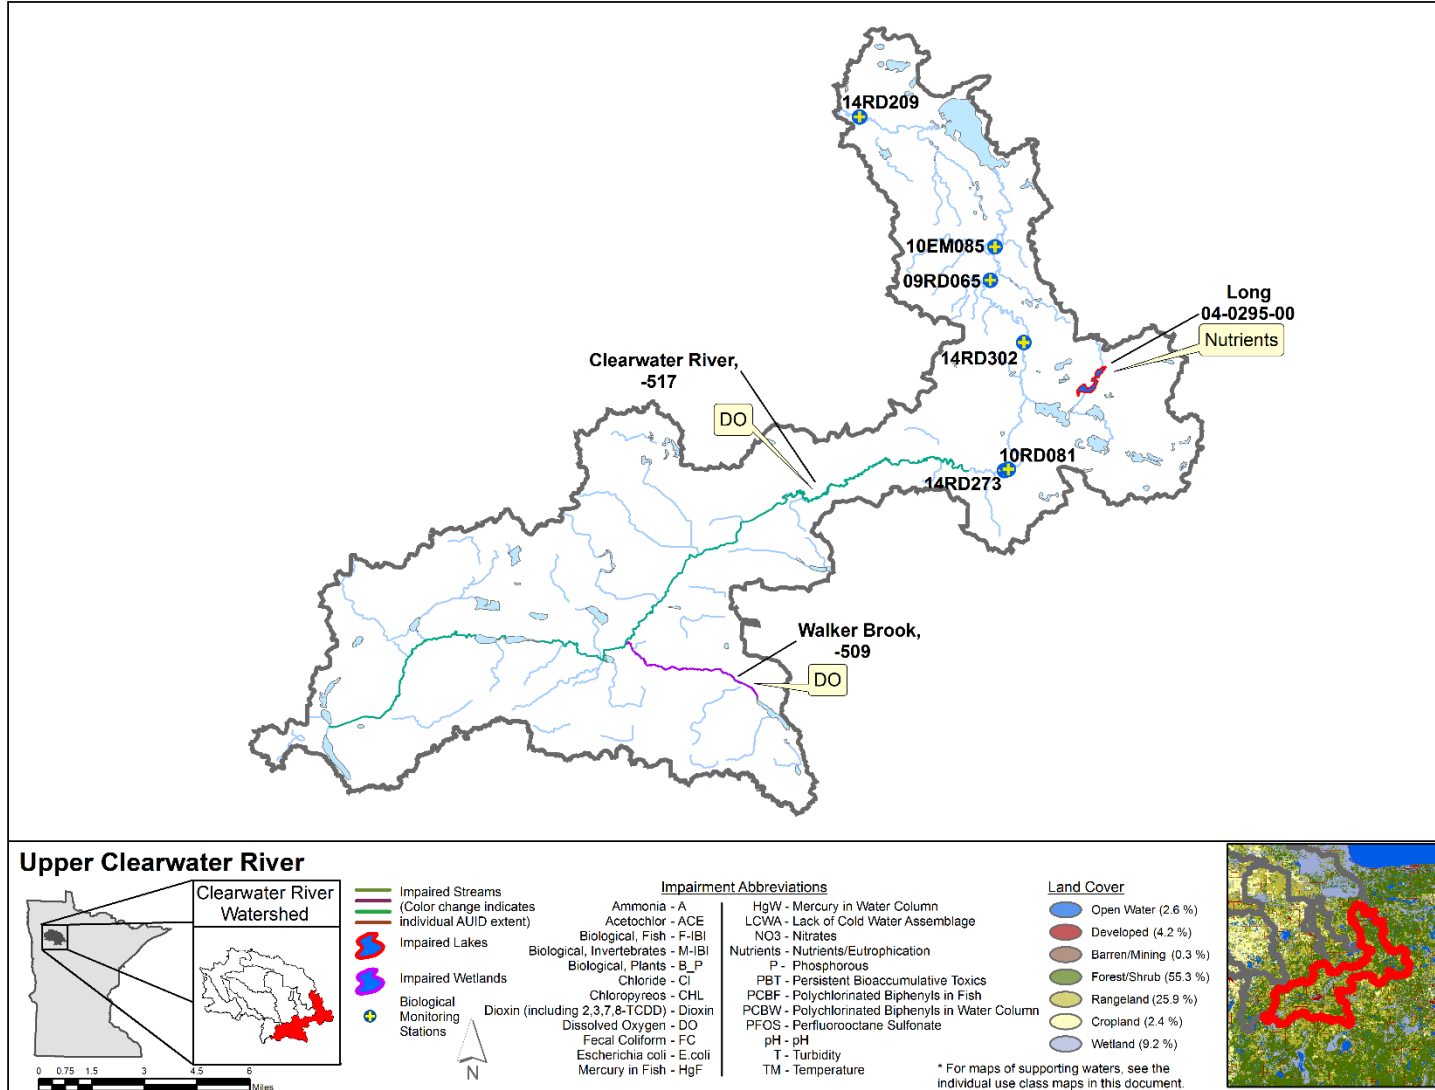 14RD209
10EM085
09RD065
Long
04-0295-00
Nutrients
14RD302
Clearwater River,
-517
DO
10RD081
14RD273
Walker Brook,
-509
DO
Upper Clearwater River
Clearwater River
Watershed
0 0.75 1.5 3 4.5 6
Miles
Impaired Streams
(Color change indicates
individual AUID extent)
Impaired Lakes
Impaired Wetlands
Biological
Monitoring
Stations
N
Impairment Abbreviations
Ammonia - A
Acetochlor - ACE
Biological, Fish - F-IBI
Biological, Invertebrates - M-IBI
Biological, Plants - B_P
Chloride - Cl
Chloropyreos - CHL
Dioxin (including 2,3,7,8-TCDD) - Dioxin
Dissolved Oxygen - DO
Fecal Coliform - FC
Escherichia coli - E.coli
Mercury in Fish - HgF
HgW - Mercury in Water Column
LCWA - Lack of Cold Water Assemblage
NO3 - Nitrates
Nutrients - Nutrients/Eutrophication
P - Phosphorous
PBT - Persistent Bioaccumulative Toxics
PCBF - Polychlorinated Biphenyls in Fish
PCBW - Polychlorinated Biphenyls in Water Column
PFOS - Perfluorooctane Sulfonate
pH - pH
T - Turbidity
TM - Temperature
Land Cover
Open Water (2.6 %)
Developed (4.2 %)
Barren/Mining (0.3 %)
Forest/Shrub (55.3 %)
Rangeland (25.9 %)
Cropland (2.4 %)
Wetland (9.2 %)
* For maps of supporting waters, see the
individual use class maps in this document.